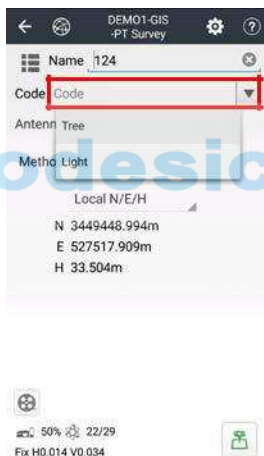 DEMO1-GIS
-PT Survey
Name 124
Code Code
Antenn Tree
Metho Light
odesic
Local N/E/H
N 3449448.994m
E 527517.909m
H 33.504m
50% 22/29
Fix H0.014 V0.034